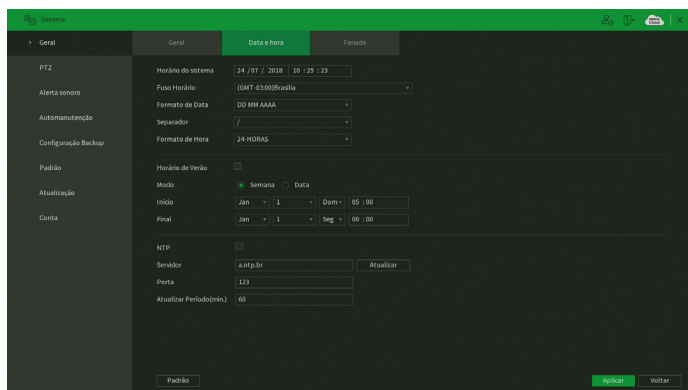 Sistema
> Geral
PTZ
Alerta sonoro
Automanutenção
Configuração Backup
Padrão
Atualização
Conta
Geral Data e hora Feriado
Horário do sistema 24 /07 / 2018 10 : 25 : 23
Fuso Horário (GMT-03:00)Brasilia
Formato de Data DD MM AAAA
Separador /
Formato de Hora 24-HORAS
Horário de Verão
Modo Semana Data
Início Jan 1 Dom 05 : 00
Final Jan 1 Seg 00 : 00
NTP
Servidor a.ntp.br Atualizar
Porta 123
Atualizar Período(min.) 60
Padrão Aplicar Voltar